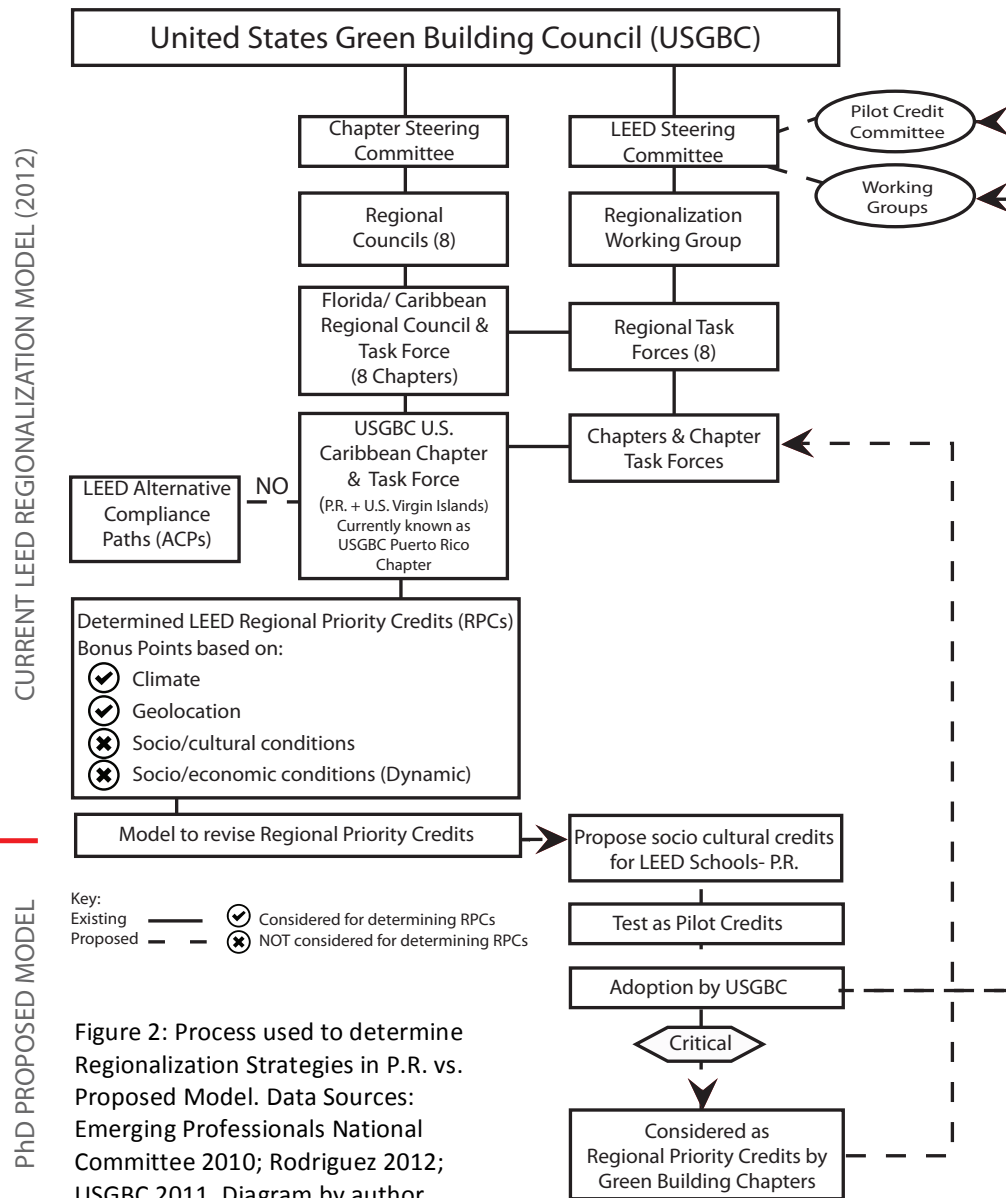 United States Green Building Council (USGBC)
Chapter Steering
Committee
LEED Steering
Committee
Pilot Credit
Committee
Working
Groups
Regional
Councils (8)
Regionalization
Working Group
Florida/ Caribbean
Regional Council &
Task Force
(8 Chapters)
Regional Task
Forces (8)
USGBC U.S.
Caribbean Chapter
& Task Force
(P.R. + U.S. Virgin Islands)
Currently known as
USGBC Puerto Rico
Chapter
Chapters & Chapter
Task Forces
LEED Alternative
Compliance
Paths (ACPs)
NO
CURRENT LEED REGIONALIZATION MODEL (2012)
Determined LEED Regional Priority Credits (RPCs)
Bonus Points based on:
Climate
Geolocation
Socio/cultural conditions
Socio/economic conditions (Dynamic)
Model to revise Regional Priority Credits
Propose socio cultural credits
for LEED Schools- P.R.
PhD PROPOSED MODEL
Key:
Existing
Considered for determining RPCs
Proposed
NOT considered for determining RPCs
Test as Pilot Credits
Adoption by USGBC
Critical
Considered as
Regional Priority Credits by
Green Building Chapters
Figure 2: Process used to determine
Regionalization Strategies in P.R. vs.
Proposed Model. Data Sources:
Emerging Professionals National
Committee 2010; Rodriguez 2012;
USGBC 2011. Diagram by author